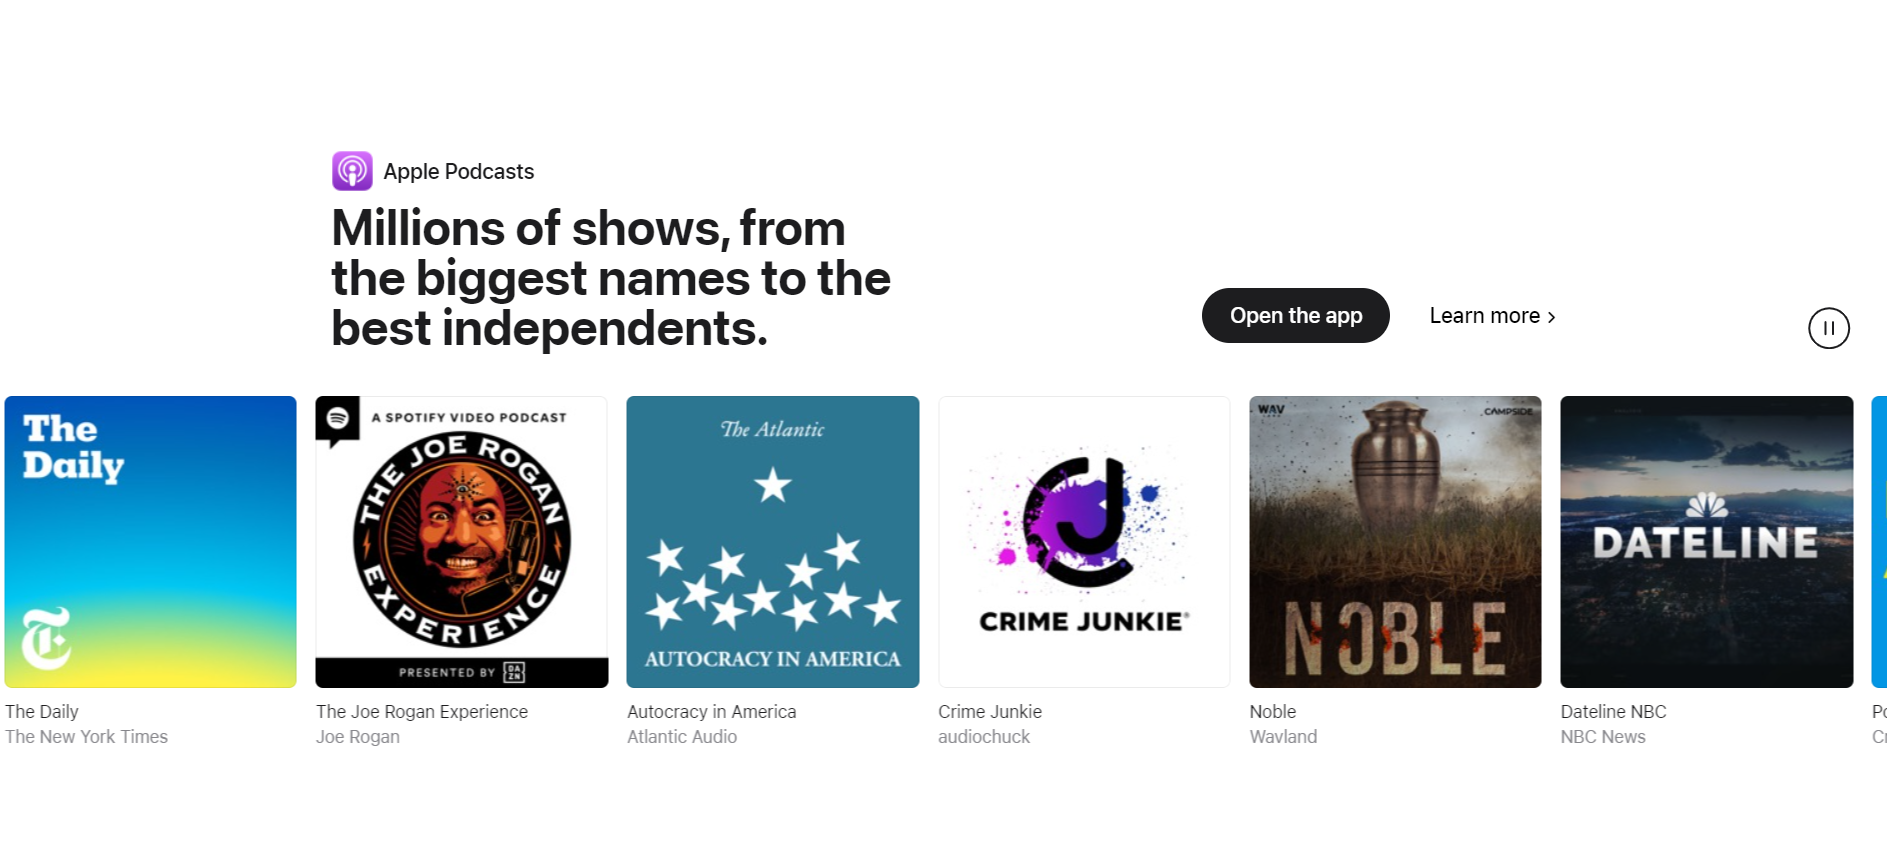 Apple Podcasts
Millions of shows, from
the biggest names to the
best independents.
Open the app
Learn more
The
Daily
The Daily
The New York Times
A SPOTIFY VIDEO PODCAST
THE JOE ROGAN
EXPERIENCE
PRESENTED BY DAZN
The Joe Rogan Experience
Joe Rogan
The Atlantic
AUTOCRACY IN AMERICA
Autocracy in America
Atlantic Audio
CRIME JUNKIE®
Crime Junkie
audiochuck
WAV
CAMPSIDE
NOBLE
Noble
Wavland
DATELINE
Dateline NBC
NBC News